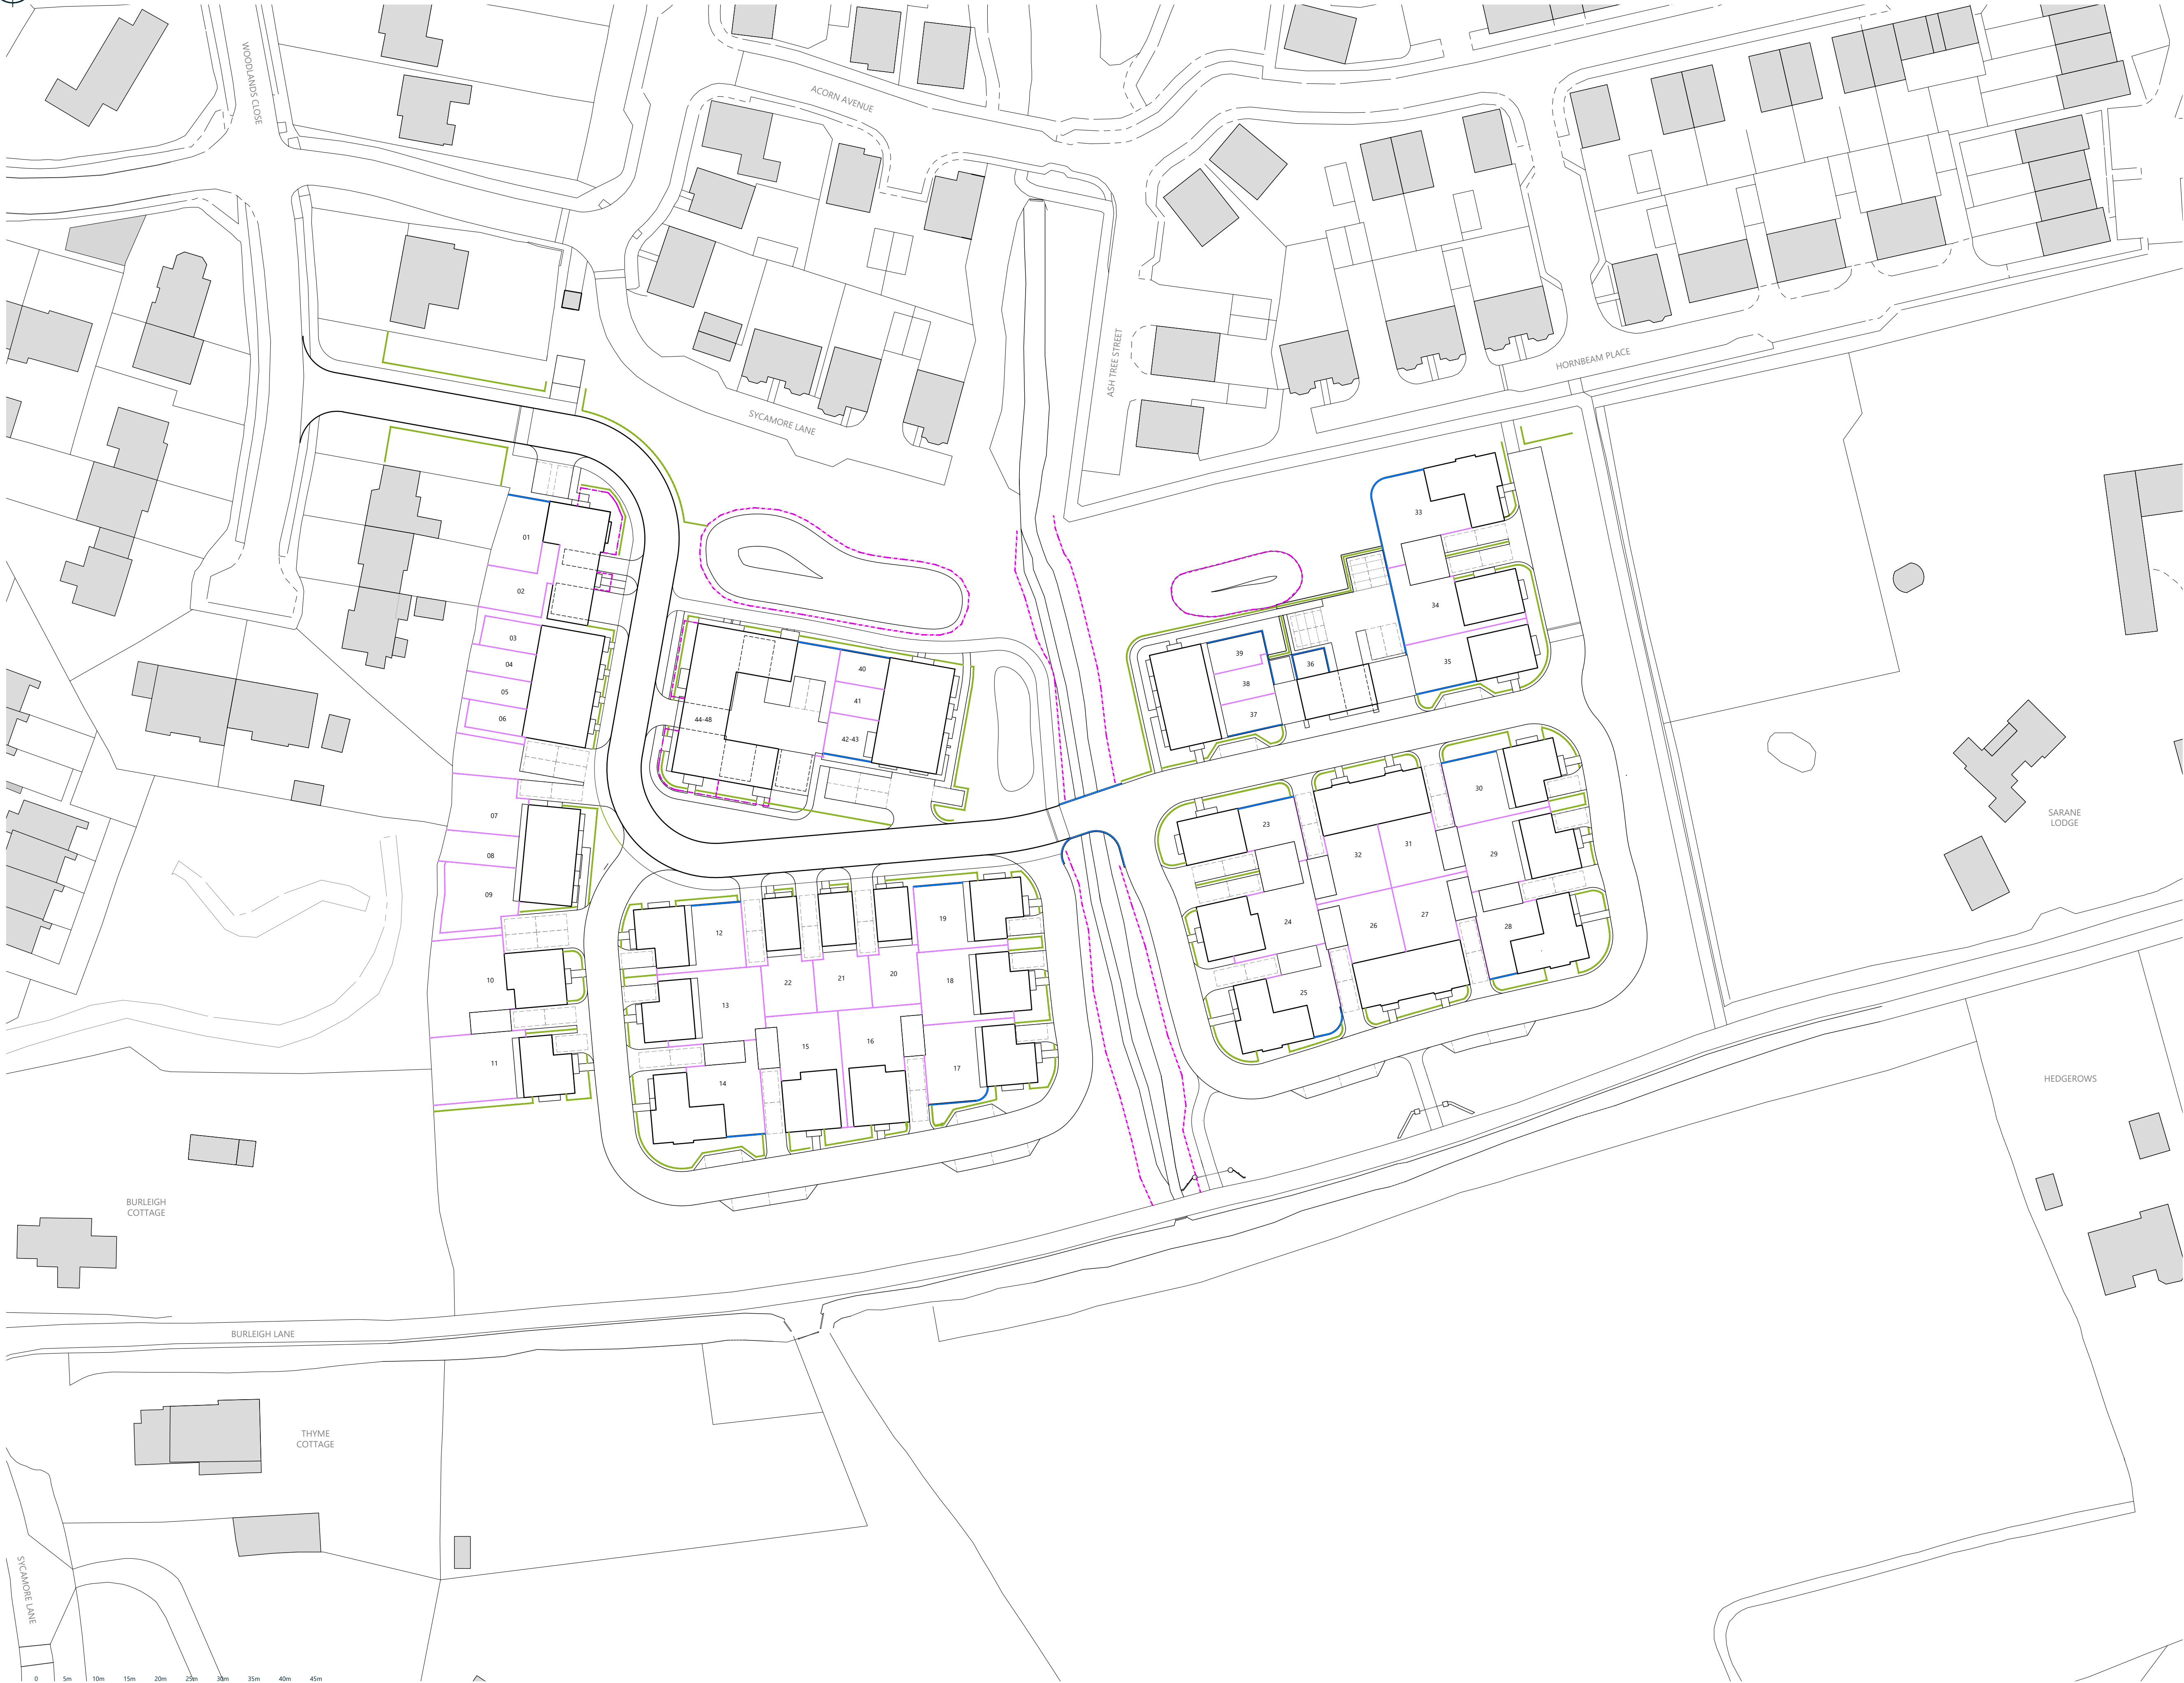 WOODLANDS CLOSE
ACORN AVENUE
ASH TREE STREET
HORNBEAM PLACE
SYCAMORE LANE
01
02
03
04
05
06
07
08
09
10
11
12
13
14
15
16
17
18
19
20
21
22
23
24
25
26
27
28
29
30
31
32
33
34
35
36
37
38
39
40
41
42-43
44-48
SARANE
LODGE
HEDGEROWS
BURLEIGH
COTTAGE
BURLEIGH LANE
THYME
COTTAGE
SYCAMORE LANE
0 5m 10m 15m 20m 25m 30m 35m 40m 45m